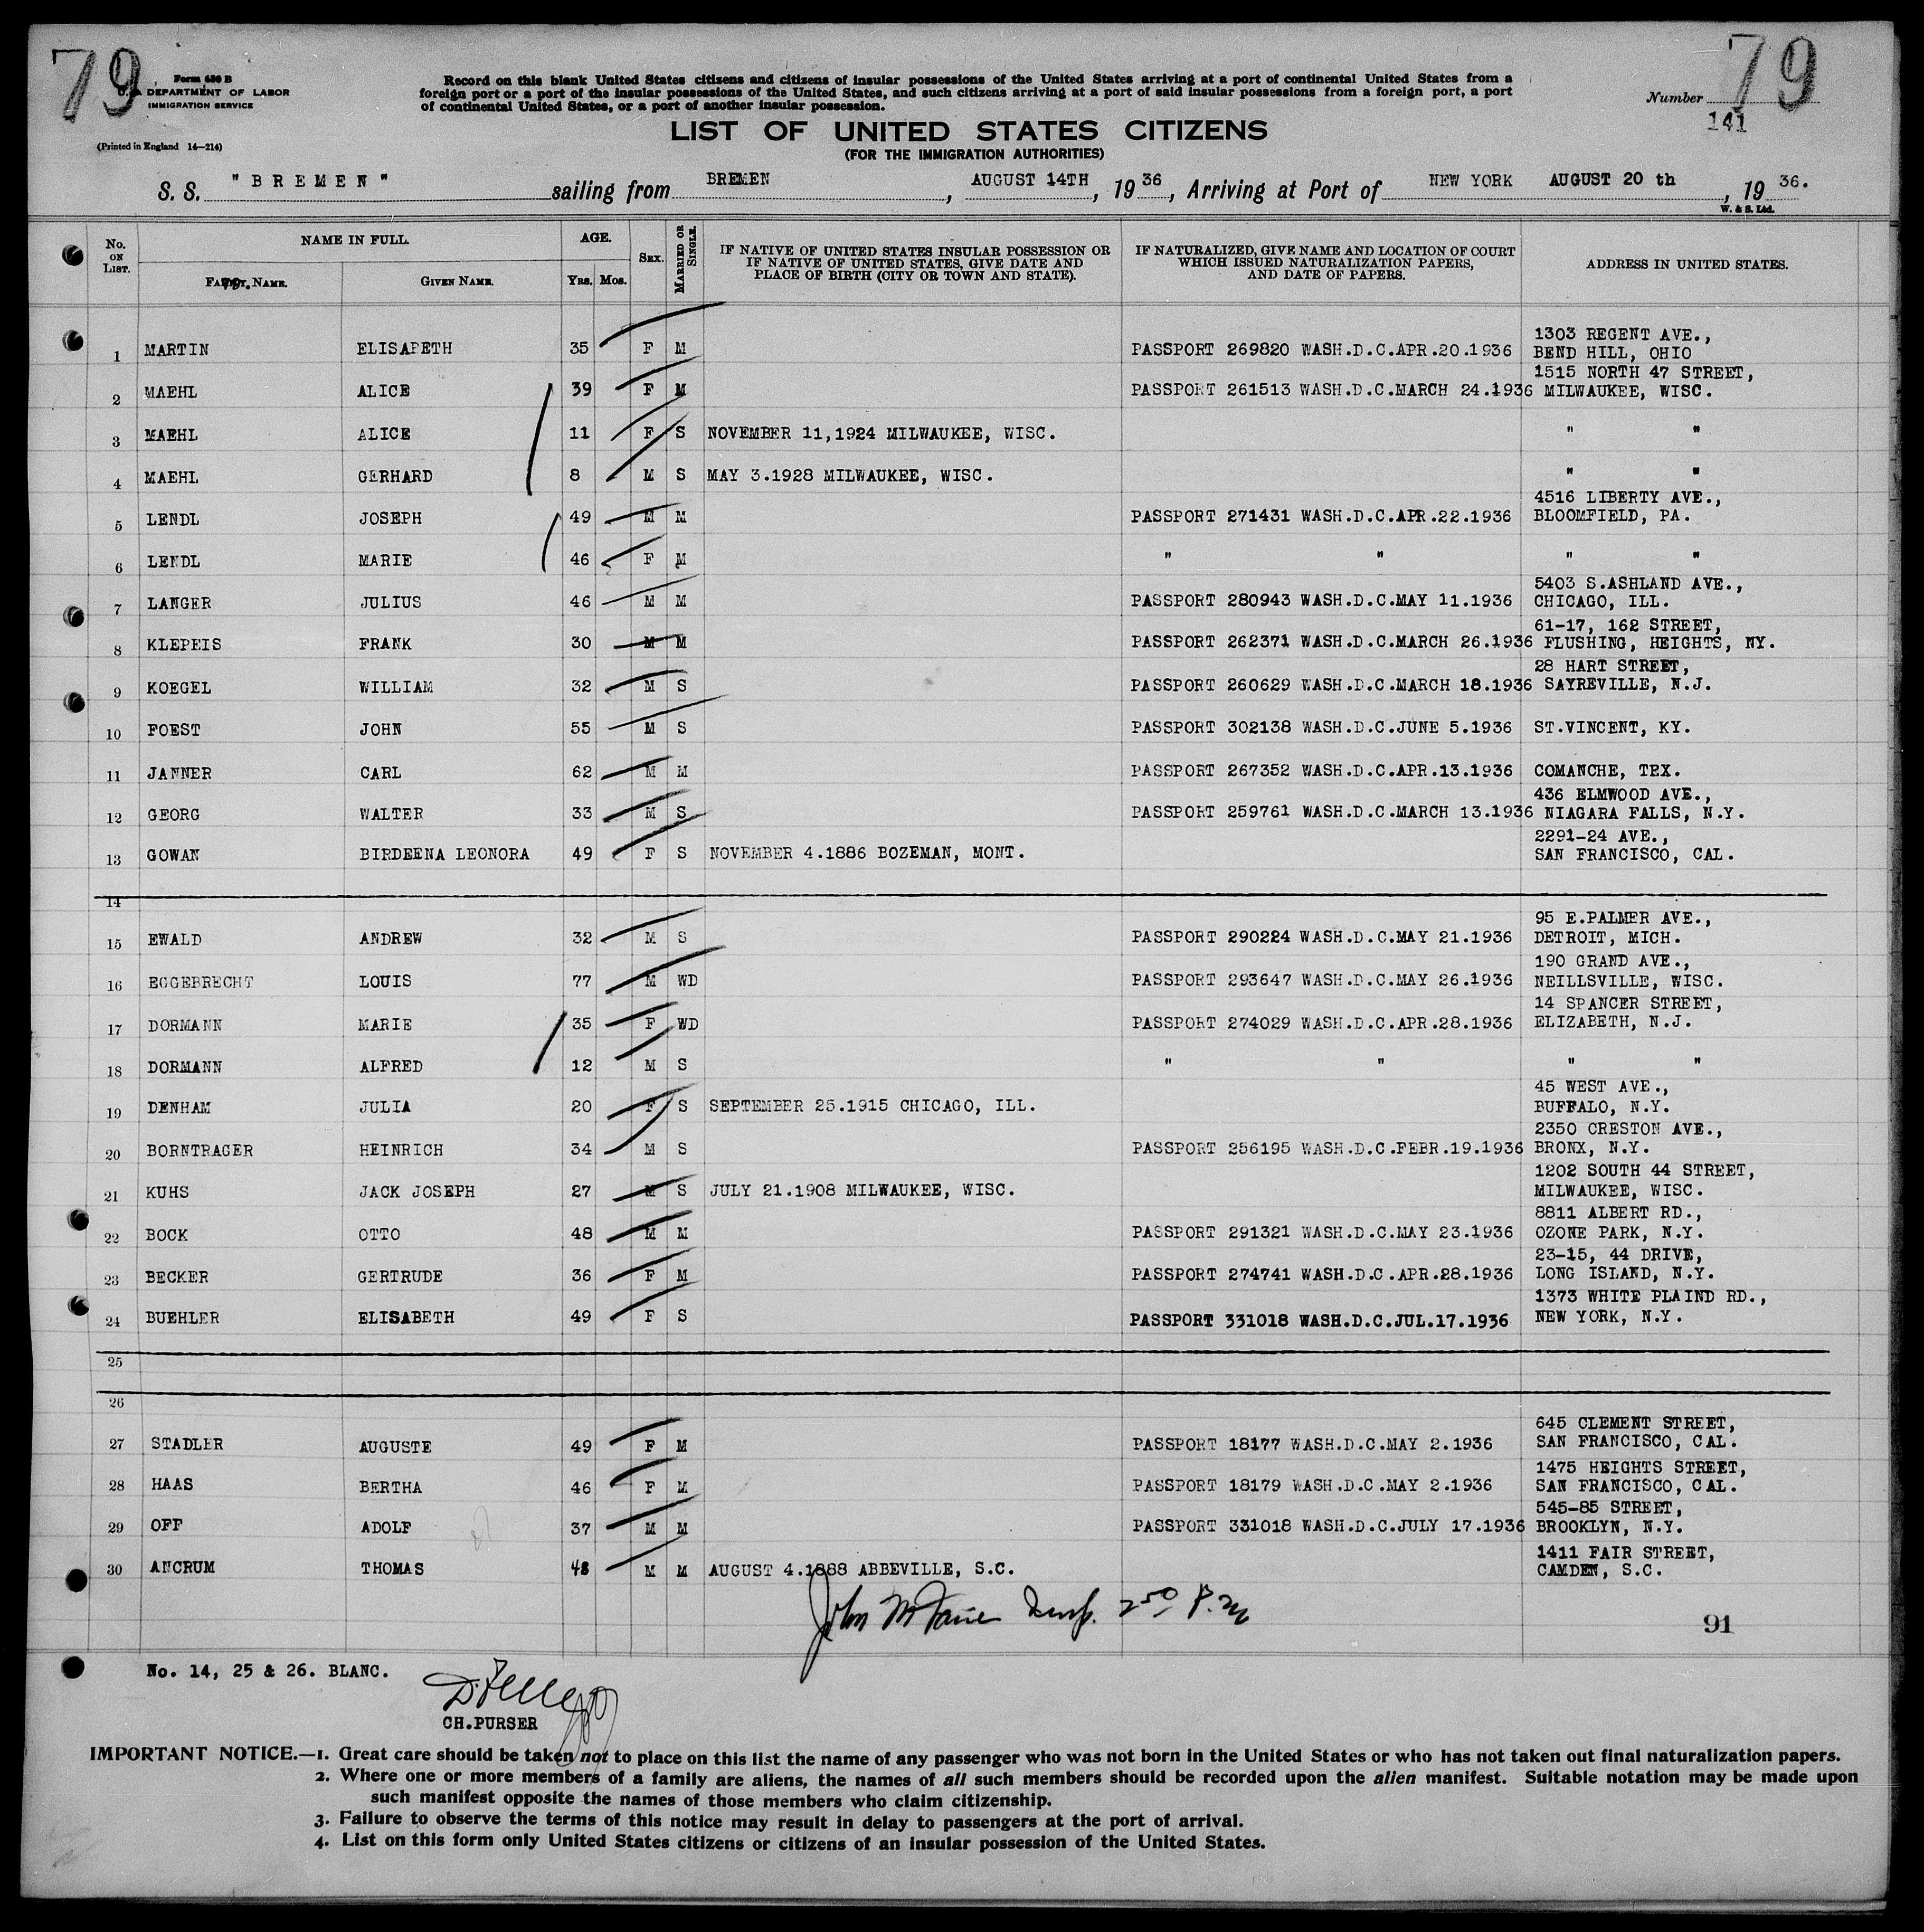 79
79
Form 630 B
U.S. DEPARTMENT OF LABOR
IMMIGRATION SERVICE
(Printed in England 14—214)
Record on this blank United States citizens and citizens of insular possessions of the United States arriving at a port of continental United States from a
foreign port or a port of the insular possessions of the United States, and such citizens arriving at a port of said insular possessions from a foreign port, a port
of continental United States, or a port of another insular possession.
Number
141
LIST OF UNITED STATES CITIZENS
(FOR THE IMMIGRATION AUTHORITIES)
S. S. "BREMEN" sailing from BREMEN, AUGUST 14TH, 1936, Arriving at Port of NEW YORK AUGUST 20 th, 1936.
W. & S. Ltd.
No. ON LIST. NAME IN FULL. AGE. SEX. MARRIED OR SINGLE. IF NATIVE OF UNITED STATES INSULAR POSSESSION OR IF NATIVE OF UNITED STATES, GIVE DATE AND PLACE OF BIRTH (CITY OR TOWN AND STATE). IF NATURALIZED, GIVE NAME AND LOCATION OF COURT WHICH ISSUED NATURALIZATION PAPERS, AND DATE OF PAPERS. ADDRESS IN UNITED STATES.
FAMILY NAME. GIVEN NAME. YRS. MOS.
1 MARTIN ELISABETH 35 F M PASSPORT 269820 WASH.D.C.APR.20.1936 1303 REGENT AVE., BEND HILL, OHIO
2 MAEHL ALICE 39 F M PASSPORT 261513 WASH.D.C.MARCH 24.1936 1515 NORTH 47 STREET, MILWAUKEE, WISC.
3 MAEHL ALICE 11 F S NOVEMBER 11,1924 MILWAUKEE, WISC. " "
4 MAEHL GERHARD 8 M S MAY 3.1928 MILWAUKEE, WISC. " "
5 LENDL JOSEPH 49 M M PASSPORT 271431 WASH.D.C.APR.22.1936 4516 LIBERTY AVE., BLOOMFIELD, PA.
6 LENDL MARIE 46 F M " " " "
7 LANGER JULIUS 46 M M PASSPORT 280943 WASH.D.C.MAY 11.1936 5403 S.ASHLAND AVE., CHICAGO, ILL.
8 KLEPEIS FRANK 30 M M PASSPORT 262371 WASH.D.C.MARCH 26.1936 61-17, 162 STREET, FLUSHING, HEIGHTS, NY.
9 KOEGEL WILLIAM 32 M S PASSPORT 260629 WASH.D.C.MARCH 18.1936 28 HART STREET, SAYREVILLE, N.J.
10 FOEST JOHN 55 M S PASSPORT 302138 WASH.D.C.JUNE 5.1936 ST.VINCENT, KY.
11 JANNER CARL 62 M M PASSPORT 267352 WASH.D.C.APR.13.1936 COMANCHE, TEX.
12 GEORG WALTER 33 M S PASSPORT 259761 WASH.D.C.MARCH 13.1936 436 ELMWOOD AVE., NIAGARA FALLS, N.Y.
13 GOWAN BIRDEENA LEONORA 49 F S NOVEMBER 4.1886 BOZEMAN, MONT. 2291-24 AVE., SAN FRANCISCO, CAL.
14
15 EWALD ANDREW 32 M S PASSPORT 290224 WASH.D.C.MAY 21.1936 95 E.PALMER AVE., DETROIT, MICH.
16 EGGEBRECHT LOUIS 77 M WD PASSPORT 293647 WASH.D.C.MAY 26.1936 190 GRAND AVE., NEILLSVILLE, WISC.
17 DORMANN MARIE 35 F WD PASSPORT 274029 WASH.D.C.APR.28.1936 14 SPANCER STREET, ELIZABETH, N.J.
18 DORMANN ALFRED 12 M S " " " "
19 DENHAM JULIA 20 F S SEPTEMBER 25.1915 CHICAGO, ILL. 45 WEST AVE., BUFFALO, N.Y.
20 BORNTRAGER HEINRICH 34 M S PASSPORT 256195 WASH.D.C.FEBR.19.1936 2350 CRESTON AVE., BRONX, N.Y.
21 KUHS JACK JOSEPH 27 M S JULY 21.1908 MILWAUKEE, WISC. 1202 SOUTH 44 STREET, MILWAUKEE, WISC.
22 BOCK OTTO 48 M M PASSPORT 291321 WASH.D.C.MAY 23.1936 8811 ALBERT RD., OZONE PARK, N.Y.
23 BECKER GERTRUDE 36 F M PASSPORT 274741 WASH.D.C.APR.28.1936 23-15, 44 DRIVE, LONG ISLAND, N.Y.
24 BUEHLER ELISABETH 49 F S PASSPORT 331018 WASH.D.C.JUL.17.1936 1373 WHITE PLAIND RD., NEW YORK, N.Y.
25
26
27 STADLER AUGUSTE 49 F M PASSPORT 18177 WASH.D.C.MAY 2.1936 645 CLEMENT STREET, SAN FRANCISCO, CAL.
28 HAAS BERTHA 46 F M PASSPORT 18179 WASH.D.C.MAY 2.1936 1475 HEIGHTS STREET, SAN FRANCISCO, CAL.
29 OFF ADOLF 37 M M PASSPORT 331018 WASH.D.C.JULY 17.1936 545-85 STREET, BROOKLYN, N.Y.
30 ANCRUM THOMAS 48 M M AUGUST 4.1888 ABBEVILLE, S.C. 1411 FAIR STREET, CAMDEN, S.C.
John Insp. 2 50 P.M
91
No. 14, 25 & 26. BLANC.
CH.PURSER
IMPORTANT NOTICE.—1. Great care should be taken not to place on this list the name of any passenger who was not born in the United States or who has not taken out final naturalization papers.
2. Where one or more members of a family are aliens, the names of all such members should be recorded upon the alien manifest. Suitable notation may be made upon
such manifest opposite the names of those members who claim citizenship.
3. Failure to observe the terms of this notice may result in delay to passengers at the port of arrival.
4. List on this form only United States citizens or citizens of an insular possession of the United States.